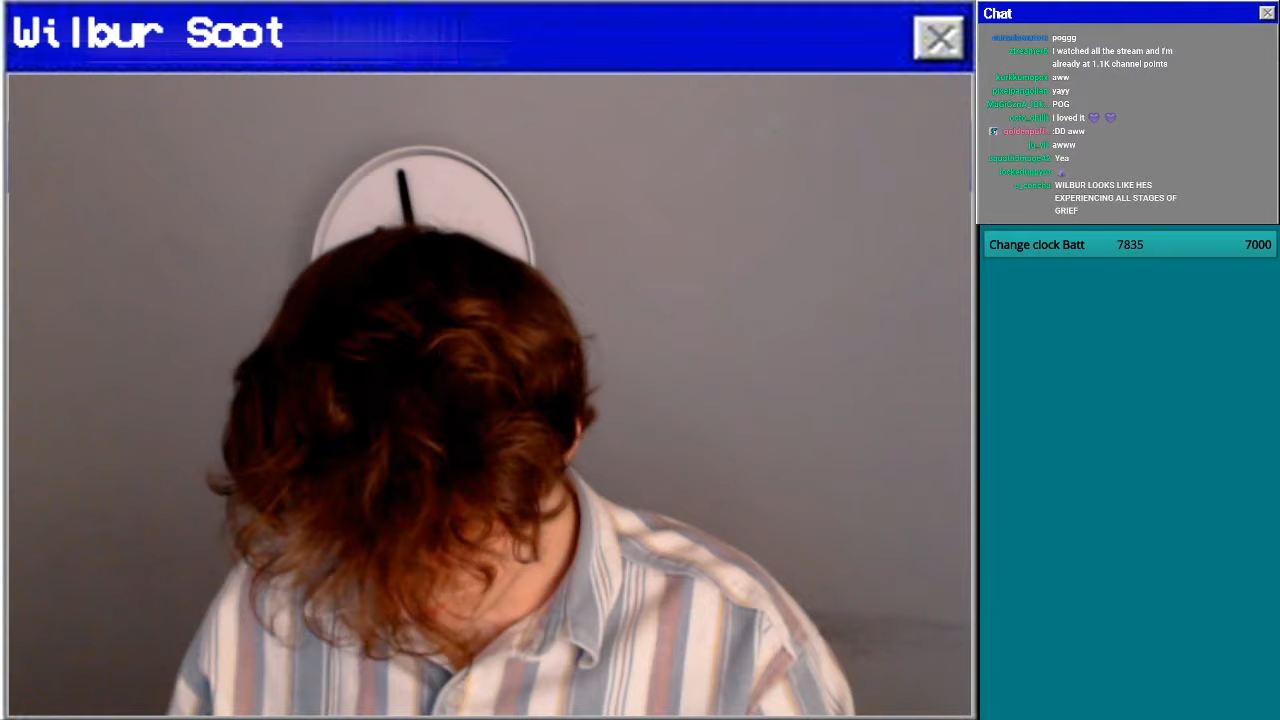 Wilbur Soot
Chat
poggg
I watched all the stream and I'm
already at 1.1K channel points
kurkkumopsx aww
yayy
POG
I loved it 💜 💜
goldenpuff1 :DD aww
awww
Yea
WILBUR LOOKS LIKE HES
EXPERIENCING ALL STAGES OF
GRIEF
Change clock Batt 7835 7000